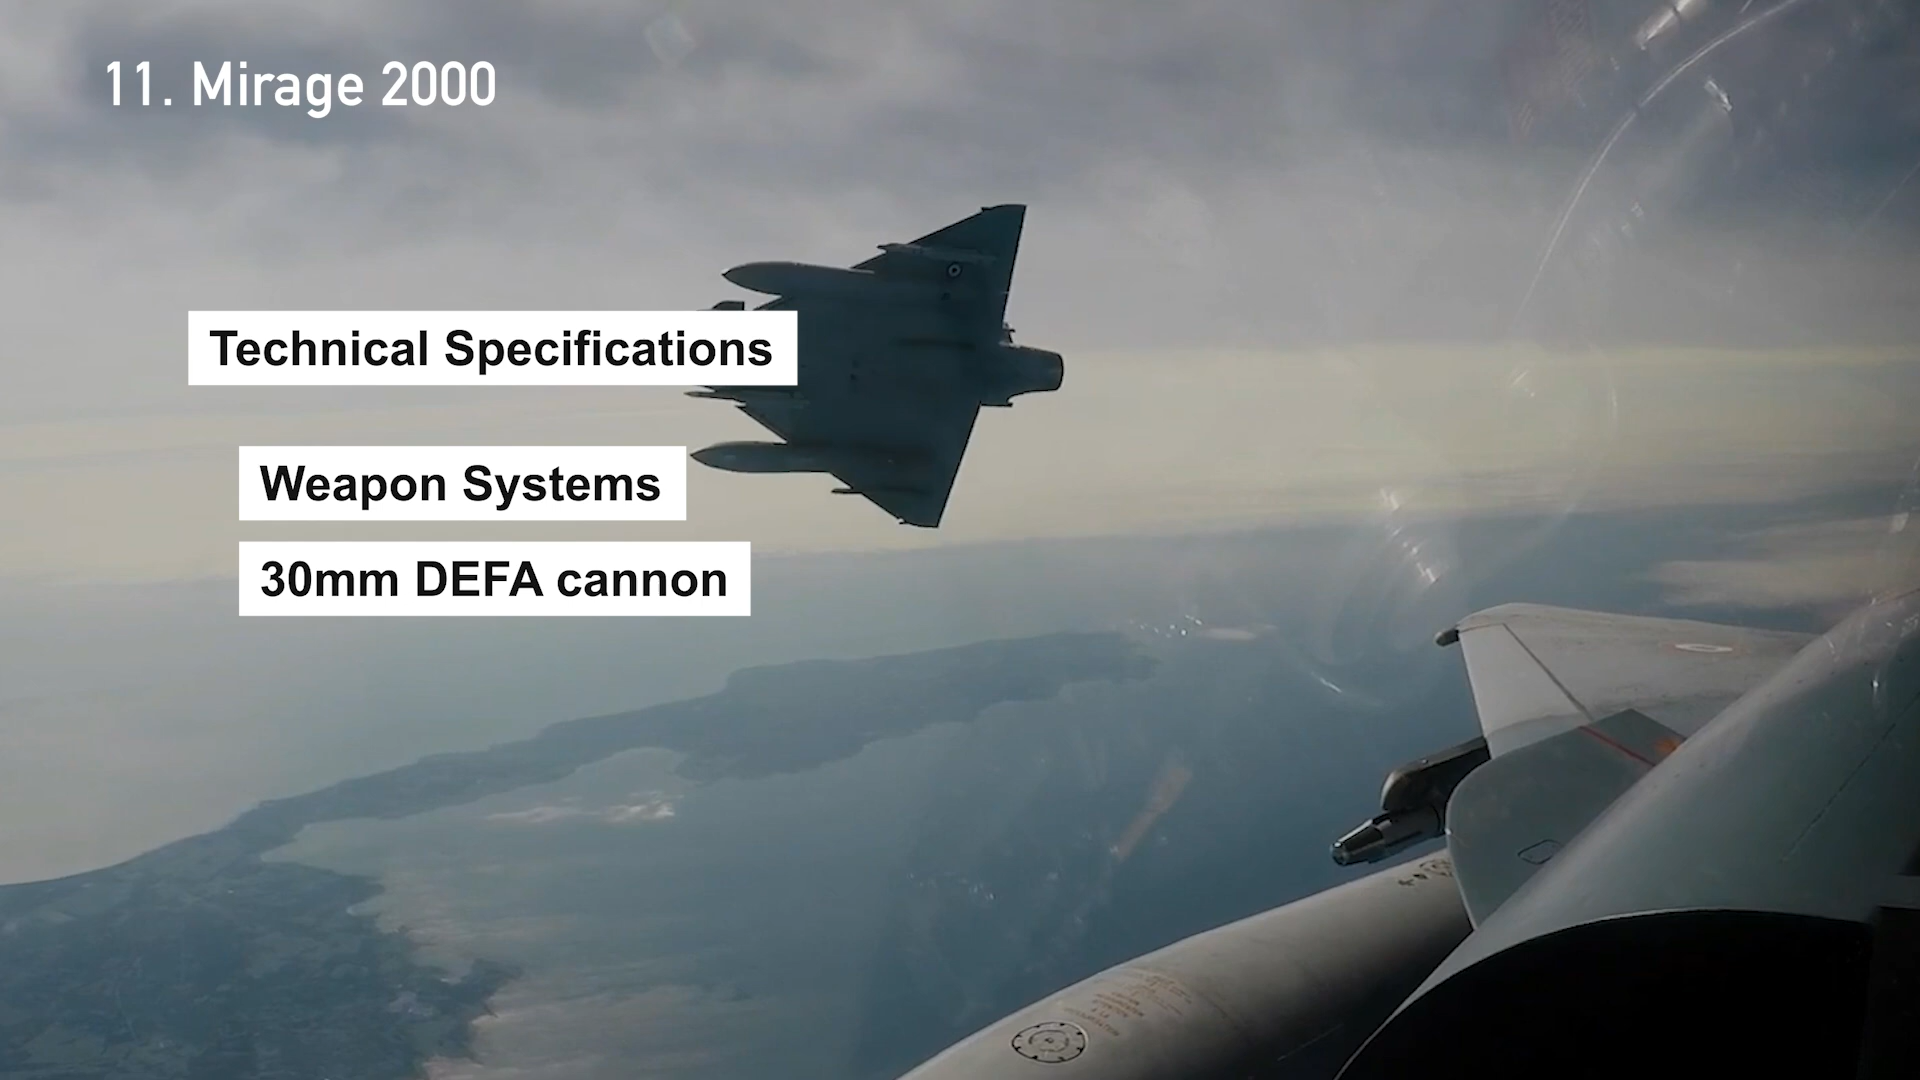 11. Mirage 2000
Technical Specifications
Weapon Systems
30mm DEFA cannon